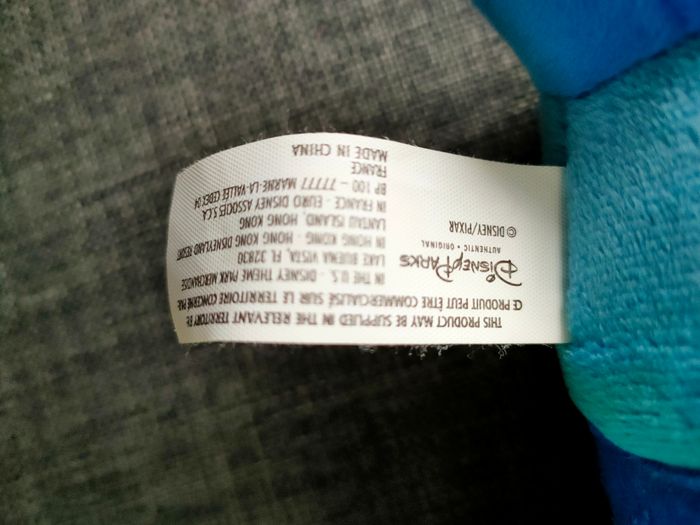 THIS PRODUCT MAY BE SUPPLIED IN THE RELEVANT TERRITORY
CE PRODUIT PEUT ÊTRE COMMERCIALISÉ SUR LE TERRITOIRE CONCERNÉ
DISNEY PARKS
AUTHENTIC • ORIGINAL
© DISNEY/PIXAR
IN THE U.S. - DISNEY THEME PARK MERCHANDISE
LAKE BUENA VISTA, FL 32830
IN HONG KONG - HONG KONG DISNEYLAND RESORT
LANTAU ISLAND, HONG KONG
IN FRANCE - EURO DISNEY ASSOCIES S.C.A
BP 100 – 77777 MARNE-LA-VALLÉE CEDEX 04
FRANCE
MADE IN CHINA